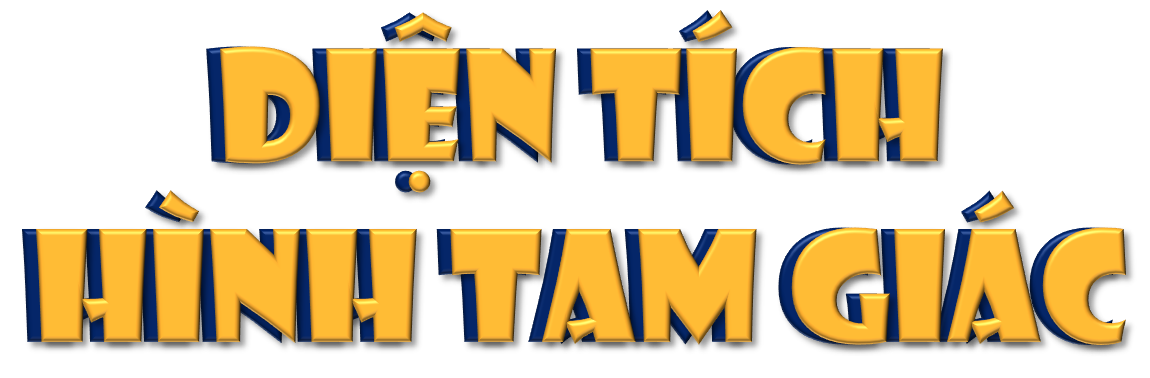 DIỆN TÍCH
HÌNH TAM GIÁC